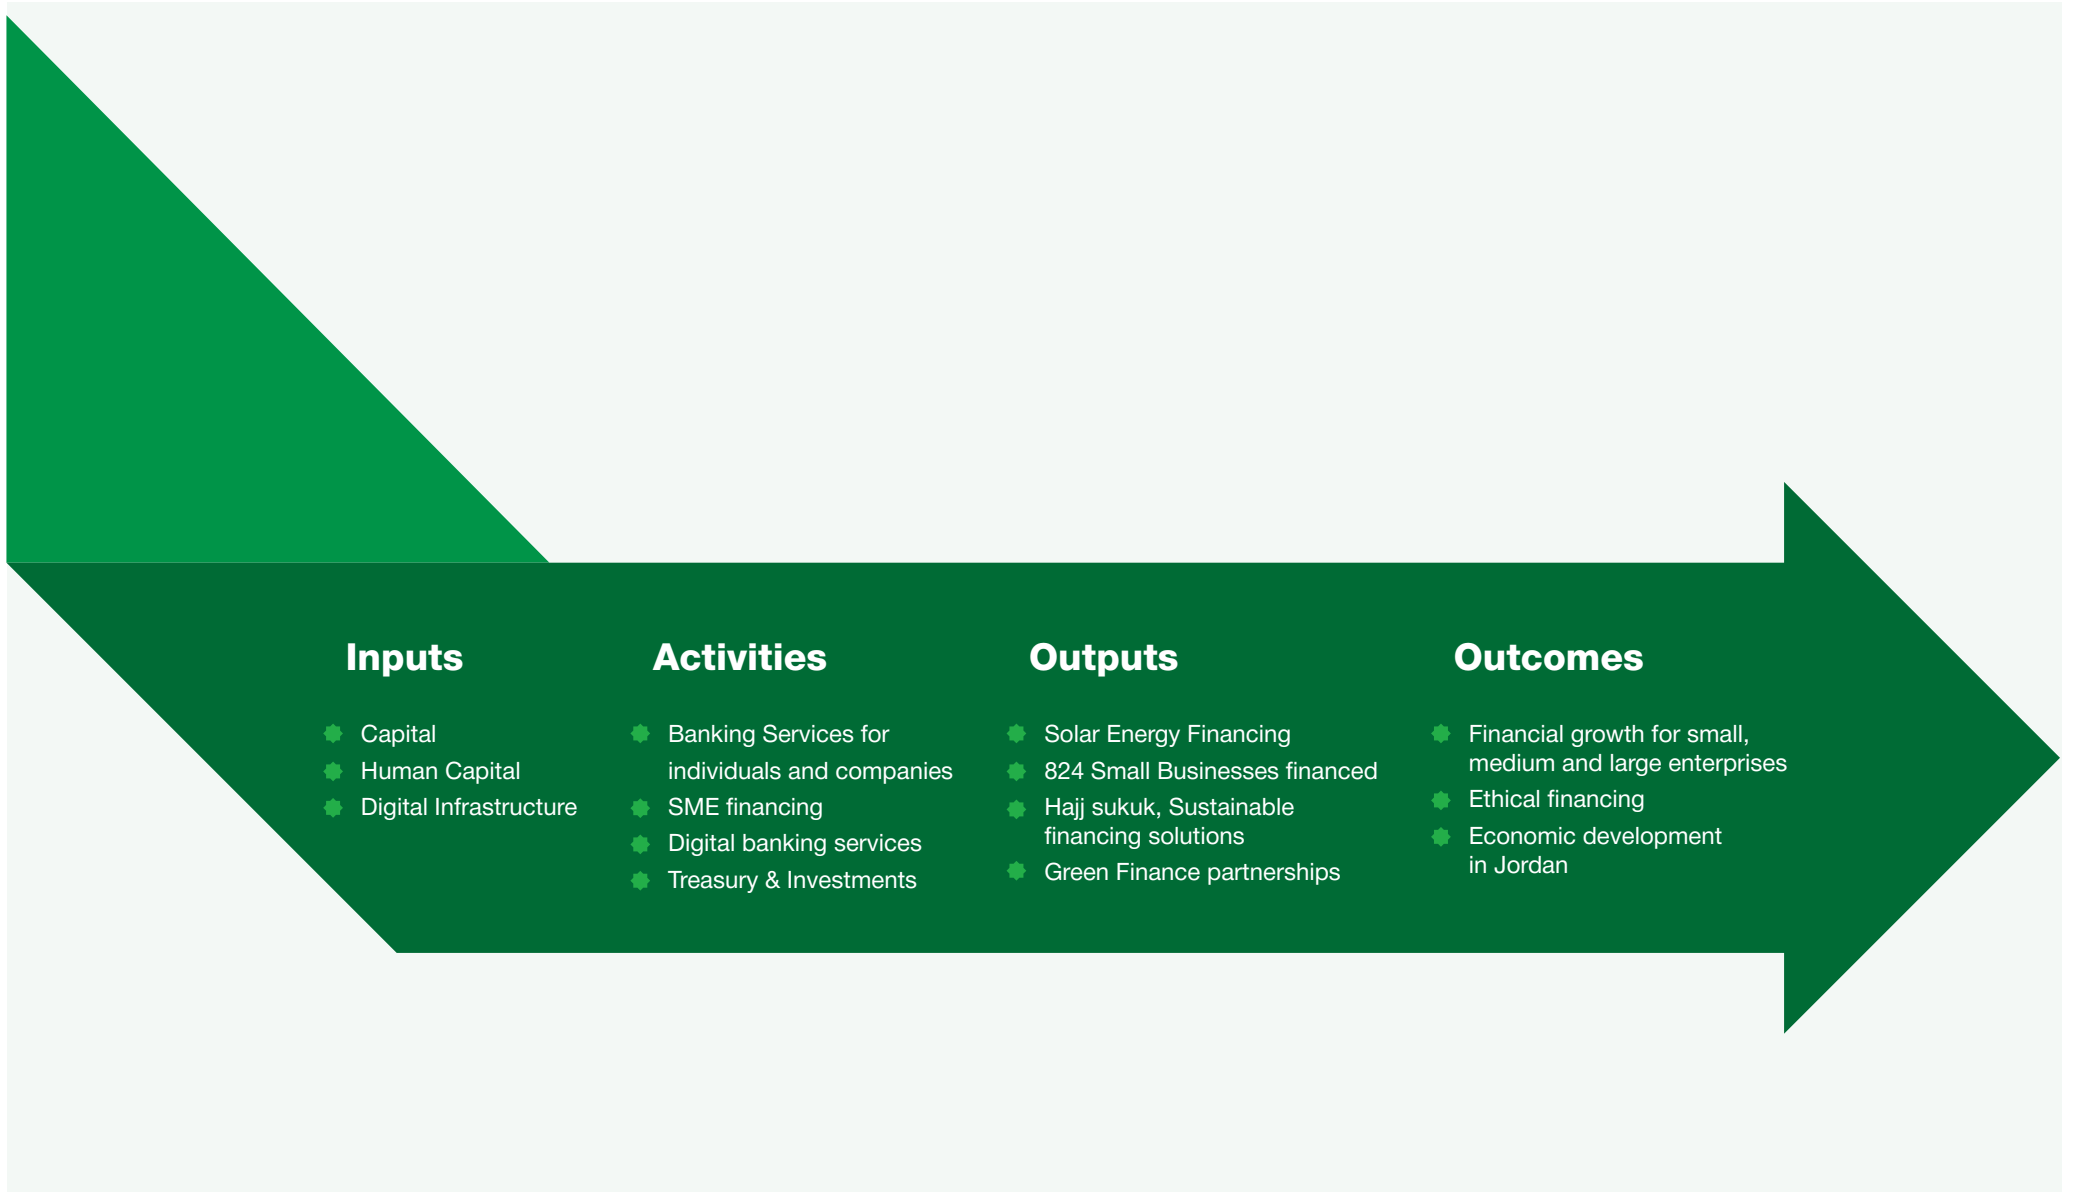 Inputs
Capital
Human Capital
Digital Infrastructure
Activities
Banking Services for
individuals and companies
SME financing
Digital banking services
Treasury & Investments
Outputs
Solar Energy Financing
824 Small Businesses financed
Hajj sukuk, Sustainable
financing solutions
Green Finance partnerships
Outcomes
Financial growth for small,
medium and large enterprises
Ethical financing
Economic development
in Jordan